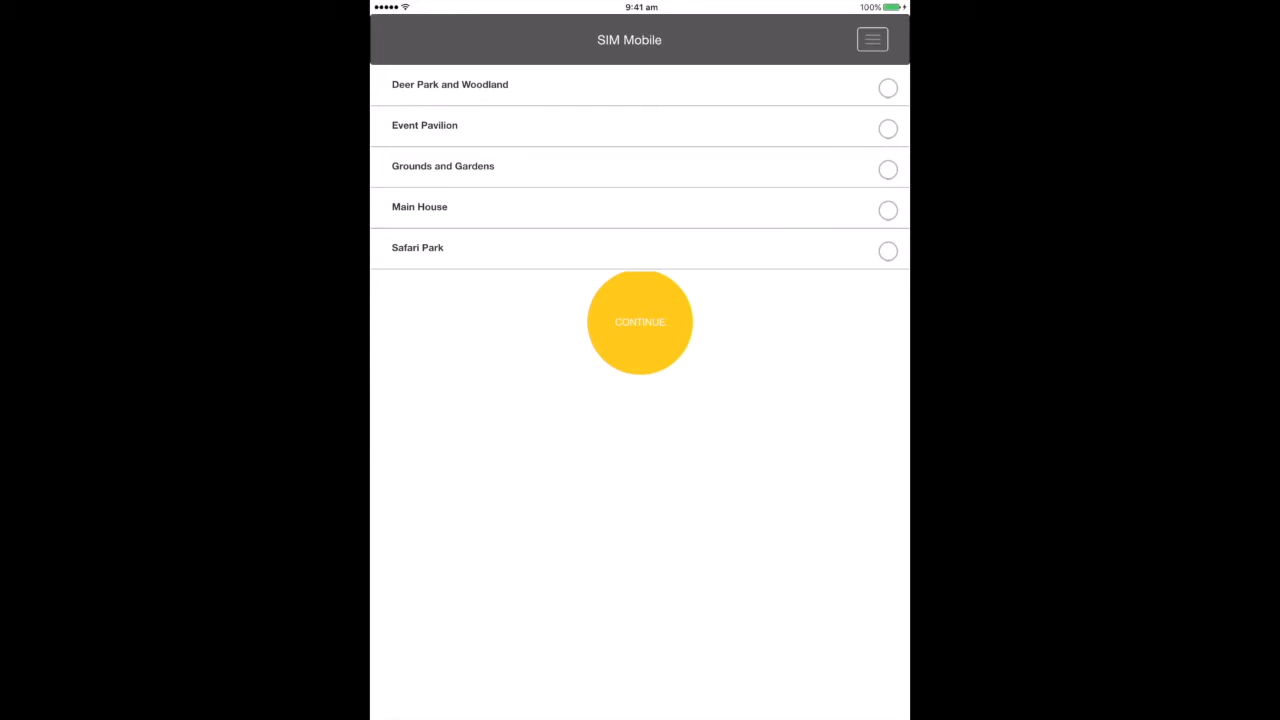 9:41 am
100%
SIM Mobile
Deer Park and Woodland
Event Pavilion
Grounds and Gardens
Main House
Safari Park
CONTINUE